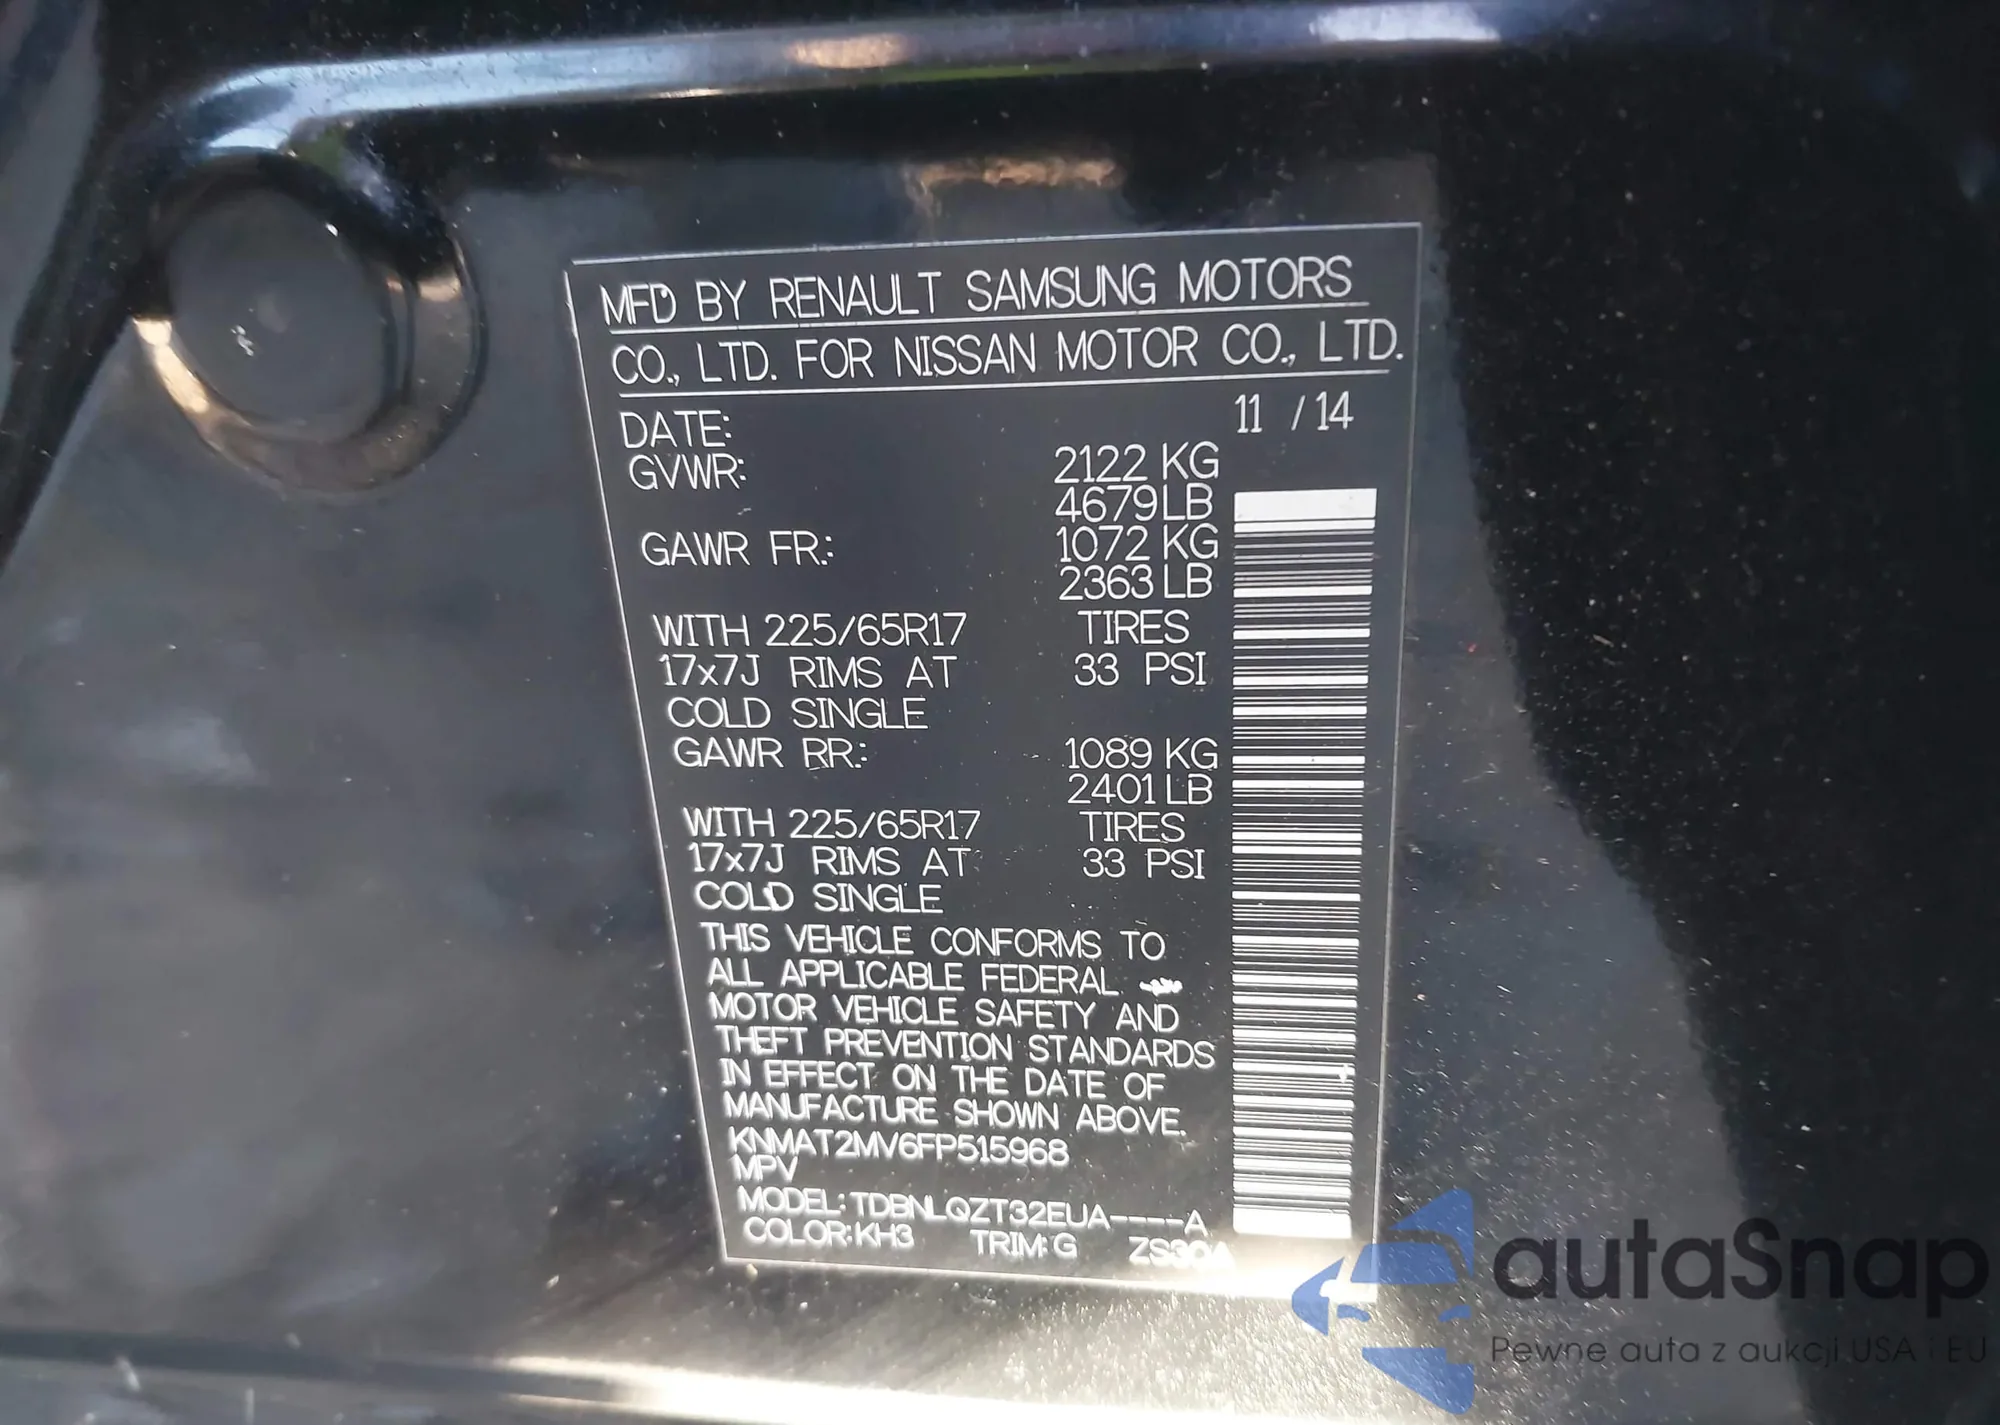 MFD BY RENAULT SAMSUNG MOTORS
CO., LTD. FOR NISSAN MOTOR CO., LTD.
DATE: 11 / 14
GVWR: 2122 KG
4679 LB
GAWR FR.: 1072 KG
2363 LB
WITH 225/65R17 TIRES
17x7J RIMS AT 33 PSI
COLD SINGLE
GAWR RR.: 1089 KG
2401 LB
WITH 225/65R17 TIRES
17x7J RIMS AT 33 PSI
COLD SINGLE
THIS VEHICLE CONFORMS TO
ALL APPLICABLE FEDERAL
MOTOR VEHICLE SAFETY AND
THEFT PREVENTION STANDARDS
IN EFFECT ON THE DATE OF
MANUFACTURE SHOWN ABOVE.
KNMAT2MV6FP515968
MPV
MODEL: TDBNLQZT32EUA----A
COLOR: KH3 TRIM: G
autaSnap
Pewne auta z aukcji USA i EU